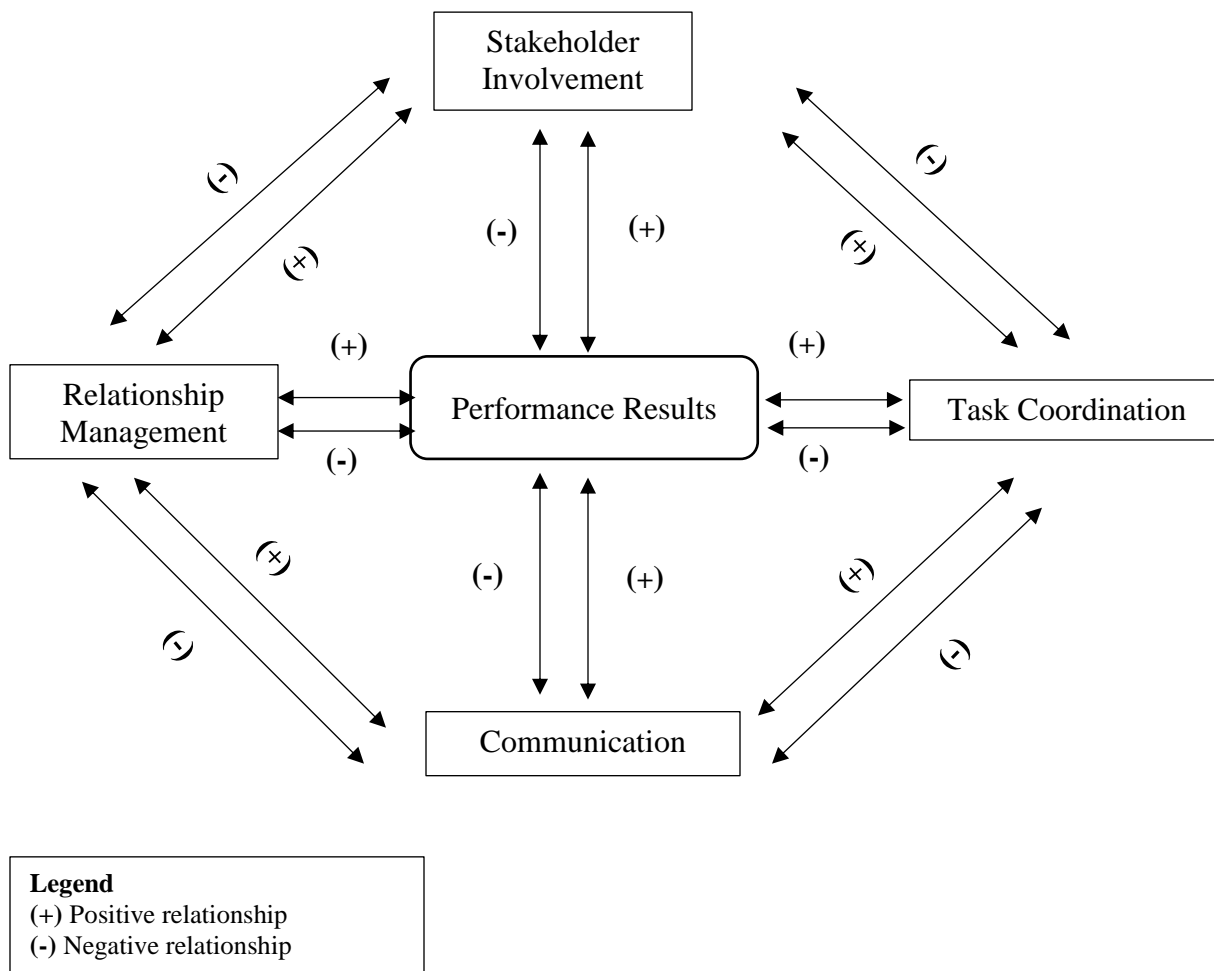 Stakeholder
Involvement
(-)
(-)
(+)
(-)
(+)
(+)
(+)
(+)
Relationship
Management
Performance Results
Task Coordination
(-)
(-)
(+)
(-)
(+)
(+)
(-)
(-)
Communication
Legend
(+) Positive relationship
(-) Negative relationship